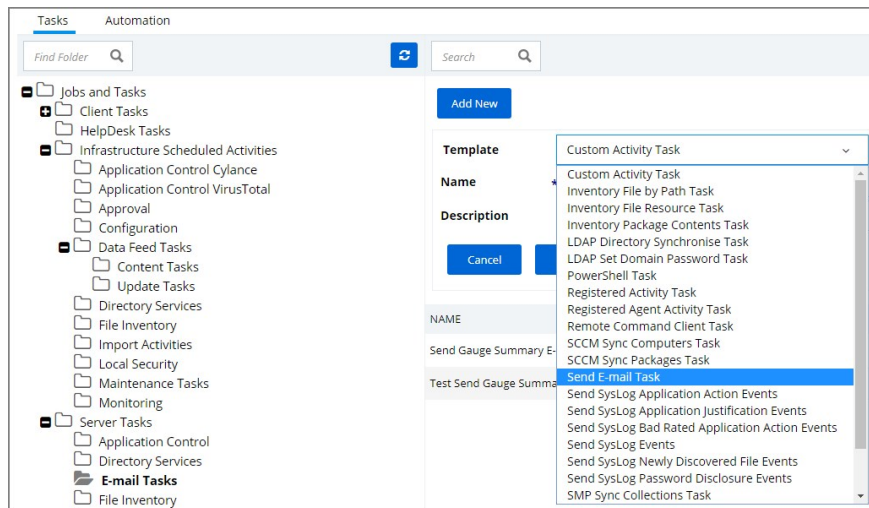 Tasks Automation
Find Folder
Search
Jobs and Tasks
Client Tasks
HelpDesk Tasks
Infrastructure Scheduled Activities
Application Control Cylance
Application Control VirusTotal
Approval
Configuration
Data Feed Tasks
Content Tasks
Update Tasks
Directory Services
File Inventory
Import Activities
Local Security
Maintenance Tasks
Monitoring
Server Tasks
Application Control
Directory Services
E-mail Tasks
File Inventory
Add New
Template
Custom Activity Task
Name *
Description
Cancel
NAME
Send Gauge Summary E-
Test Send Gauge Summa
Custom Activity Task
Inventory File by Path Task
Inventory File Resource Task
Inventory Package Contents Task
LDAP Directory Synchronise Task
LDAP Set Domain Password Task
PowerShell Task
Registered Activity Task
Registered Agent Activity Task
Remote Command Client Task
SCCM Sync Computers Task
SCCM Sync Packages Task
Send E-mail Task
Send SysLog Application Action Events
Send SysLog Application Justification Events
Send SysLog Bad Rated Application Action Events
Send SysLog Events
Send SysLog Newly Discovered File Events
Send SysLog Password Disclosure Events
SMP Sync Collections Task